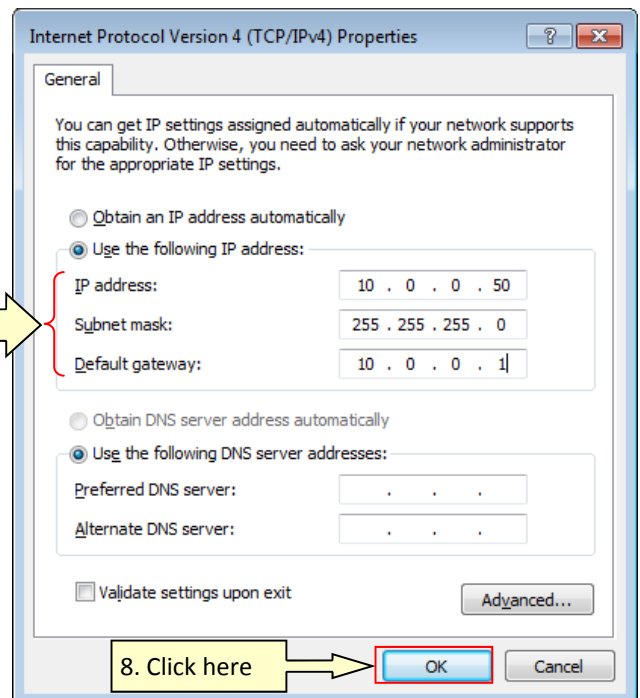 Internet Protocol Version 4 (TCP/IPv4) Properties
General
You can get IP settings assigned automatically if your network supports
this capability. Otherwise, you need to ask your network administrator
for the appropriate IP settings.
Obtain an IP address automatically
Use the following IP address:
IP address: 10 . 0 . 0 . 50
Subnet mask: 255 . 255 . 255 . 0
Default gateway: 10 . 0 . 0 . 1
Obtain DNS server address automatically
Use the following DNS server addresses:
Preferred DNS server: . . .
Alternate DNS server: . . .
Validate settings upon exit
Advanced...
8. Click here
OK Cancel